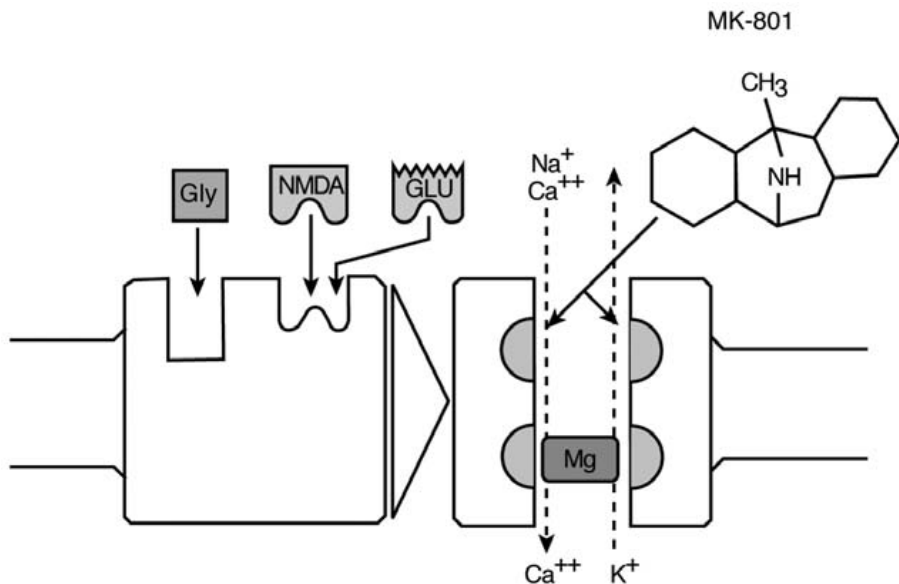 MK-801
CH3
NH
Na+
Ca++
Gly
NMDA
GLU
Mg
Ca++
K+